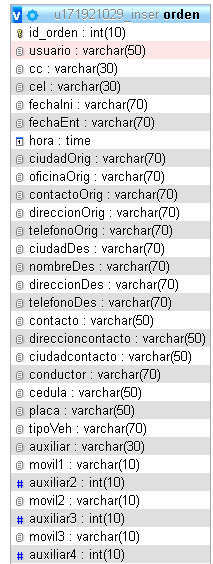 v u171921029_inser orden
id_orden : int(10)
usuario : varchar(50)
cc : varchar(30)
cel : varchar(30)
fechaIni : varchar(70)
fechaEnt : varchar(70)
hora : time
ciudadOrig : varchar(70)
oficinaOrig : varchar(70)
contactoOrig : varchar(70)
direccionOrig : varchar(70)
telefonoOrig : varchar(70)
ciudadDes : varchar(70)
nombreDes : varchar(70)
direccionDes : varchar(70)
telefonoDes : varchar(70)
contacto : varchar(50)
direccioncontacto : varchar(50)
ciudadcontacto : varchar(50)
conductor : varchar(70)
cedula : varchar(50)
placa : varchar(50)
tipoVeh : varchar(70)
auxiliar : varchar(30)
movil1 : varchar(10)
# auxiliar2 : int(10)
movil2 : varchar(10)
# auxiliar3 : int(10)
movil3 : varchar(10)
# auxiliar4 : int(10)